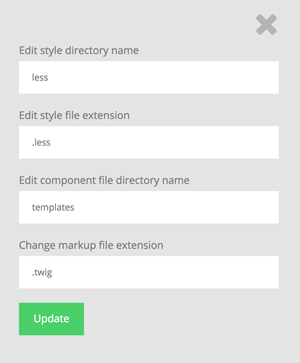 Edit style directory name
less
Edit style file extension
.less
Edit component file directory name
templates
Change markup file extension
.twig
Update